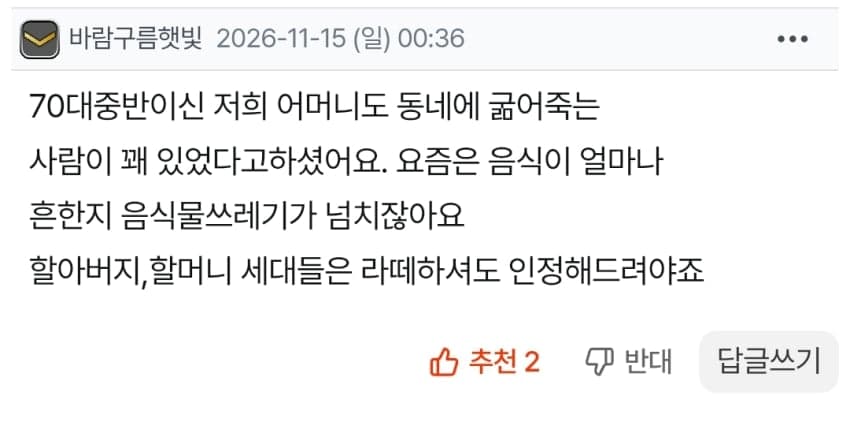 바람구름햇빛 2026-11-15 (일) 00:36
70대중반이신 저희 어머니도 동네에 굶어죽는
사람이 꽤 있었다고하셨어요. 요즘은 음식이 얼마나
흔한지 음식물쓰레기가 넘치잖아요
할아버지,할머니 세대들은 라떼하셔도 인정해드려야죠
추천 2 반대 답글쓰기